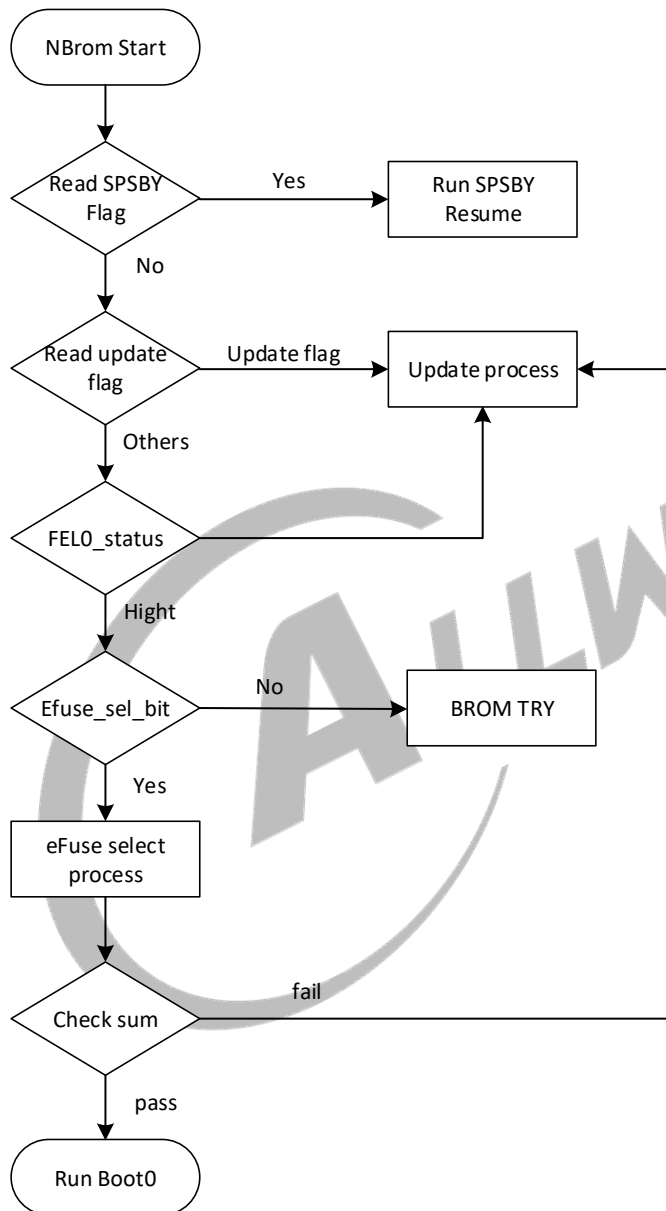 NBrom Start
Read SPSBY
Flag
Yes
Run SPSBY
Resume
No
Read update
flag
Update flag
Update process
Others
FEL0_status
Hight
Efuse_sel_bit
No
BROM TRY
Yes
eFuse select
process
Check sum
fail
pass
Run Boot0
ALLW